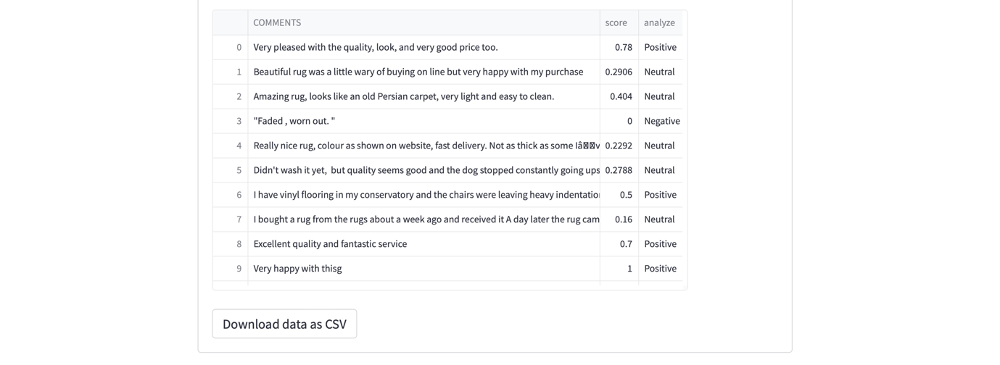 COMMENTS score analyze
0 Very pleased with the quality, look, and very good price too. 0.78 Positive
1 Beautiful rug was a little wary of buying on line but very happy with my purchase 0.2906 Neutral
2 Amazing rug, looks like an old Persian carpet, very light and easy to clean. 0.404 Neutral
3 "Faded , worn out. " 0 Negative
4 Really nice rug, colour as shown on website, fast delivery. Not as thick as some 0.2292 Neutral
5 Didn't wash it yet,  but quality seems good and the dog stopped constantly going ups 0.2788 Neutral
6 I have vinyl flooring in my conservatory and the chairs were leaving heavy 0.5 Positive
7 I bought a rug from the rugs about a week ago and received it A day later the rug cam 0.16 Neutral
8 Excellent quality and fantastic service 0.7 Positive
9 Very happy with thisg 1 Positive
Download data as CSV